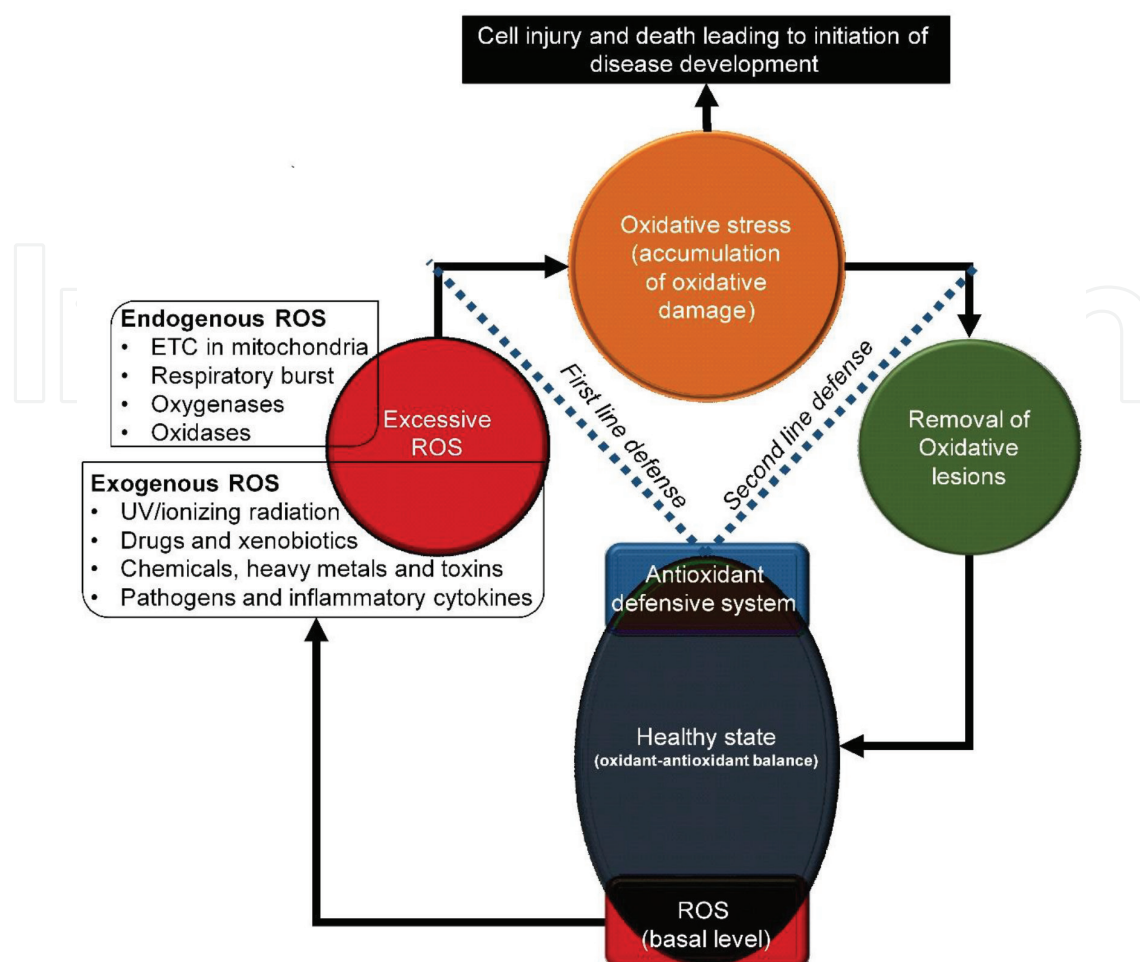 Cell injury and death leading to initiation of
disease development
Oxidative stress
(accumulation
of oxidative
damage)
Endogenous ROS
• ETC in mitochondria
• Respiratory burst
• Oxygenases
• Oxidases
Excessive
ROS
First line defense
Second line defense
Removal of
Oxidative
lesions
Exogenous ROS
• UV/ionizing radiation
• Drugs and xenobiotics
• Chemicals, heavy metals and toxins
• Pathogens and inflammatory cytokines
Antioxidant
defensive system
Healthy state
(oxidant-antioxidant balance)
ROS
(basal level)